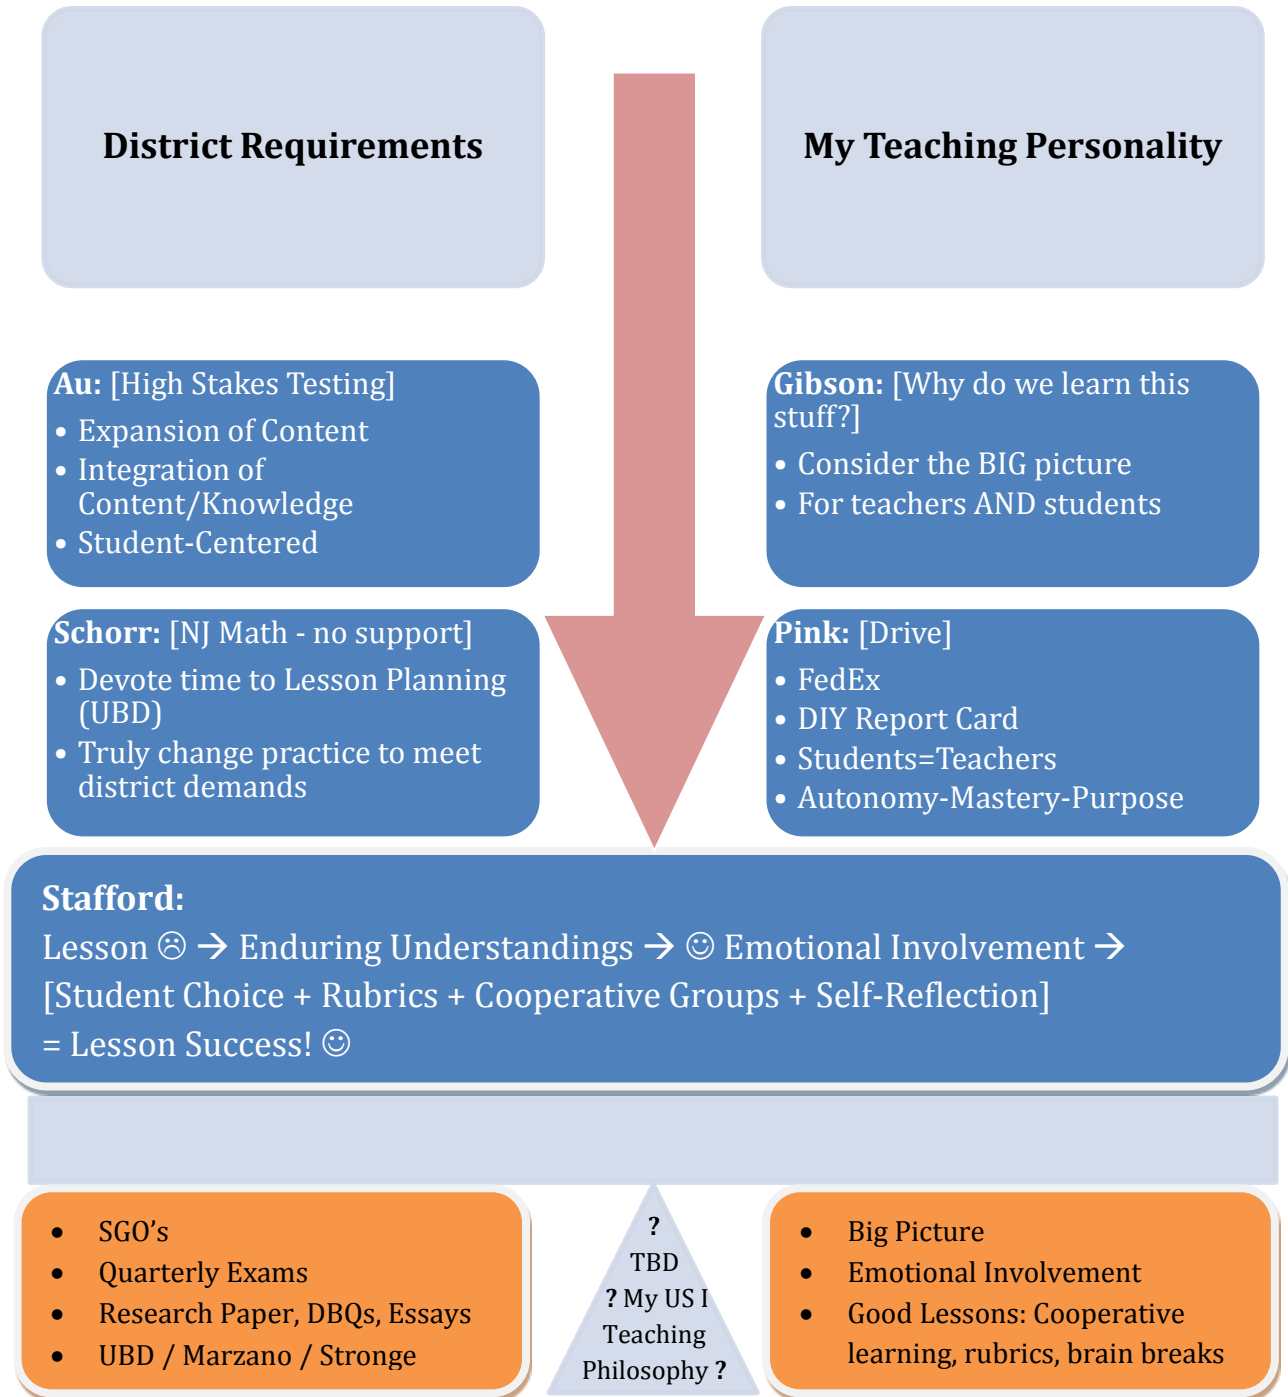 District Requirements
My Teaching Personality
Au: [High Stakes Testing]
• Expansion of Content
• Integration of
Content/Knowledge
• Student-Centered
Gibson: [Why do we learn this
stuff?]
• Consider the BIG picture
• For teachers AND students
Schorr: [NJ Math - no support]
• Devote time to Lesson Planning
(UBD)
• Truly change practice to meet
district demands
Pink: [Drive]
• FedEx
• DIY Report Card
• Students=Teachers
• Autonomy-Mastery-Purpose
Stafford:
Lesson ☹ → Enduring Understandings → ☺ Emotional Involvement →
[Student Choice + Rubrics + Cooperative Groups + Self-Reflection]
= Lesson Success! ☺
• SGO’s
• Quarterly Exams
• Research Paper, DBQs, Essays
• UBD / Marzano / Stronge
?
TBD
? My US I
Teaching
Philosophy ?
• Big Picture
• Emotional Involvement
• Good Lessons: Cooperative
learning, rubrics, brain breaks